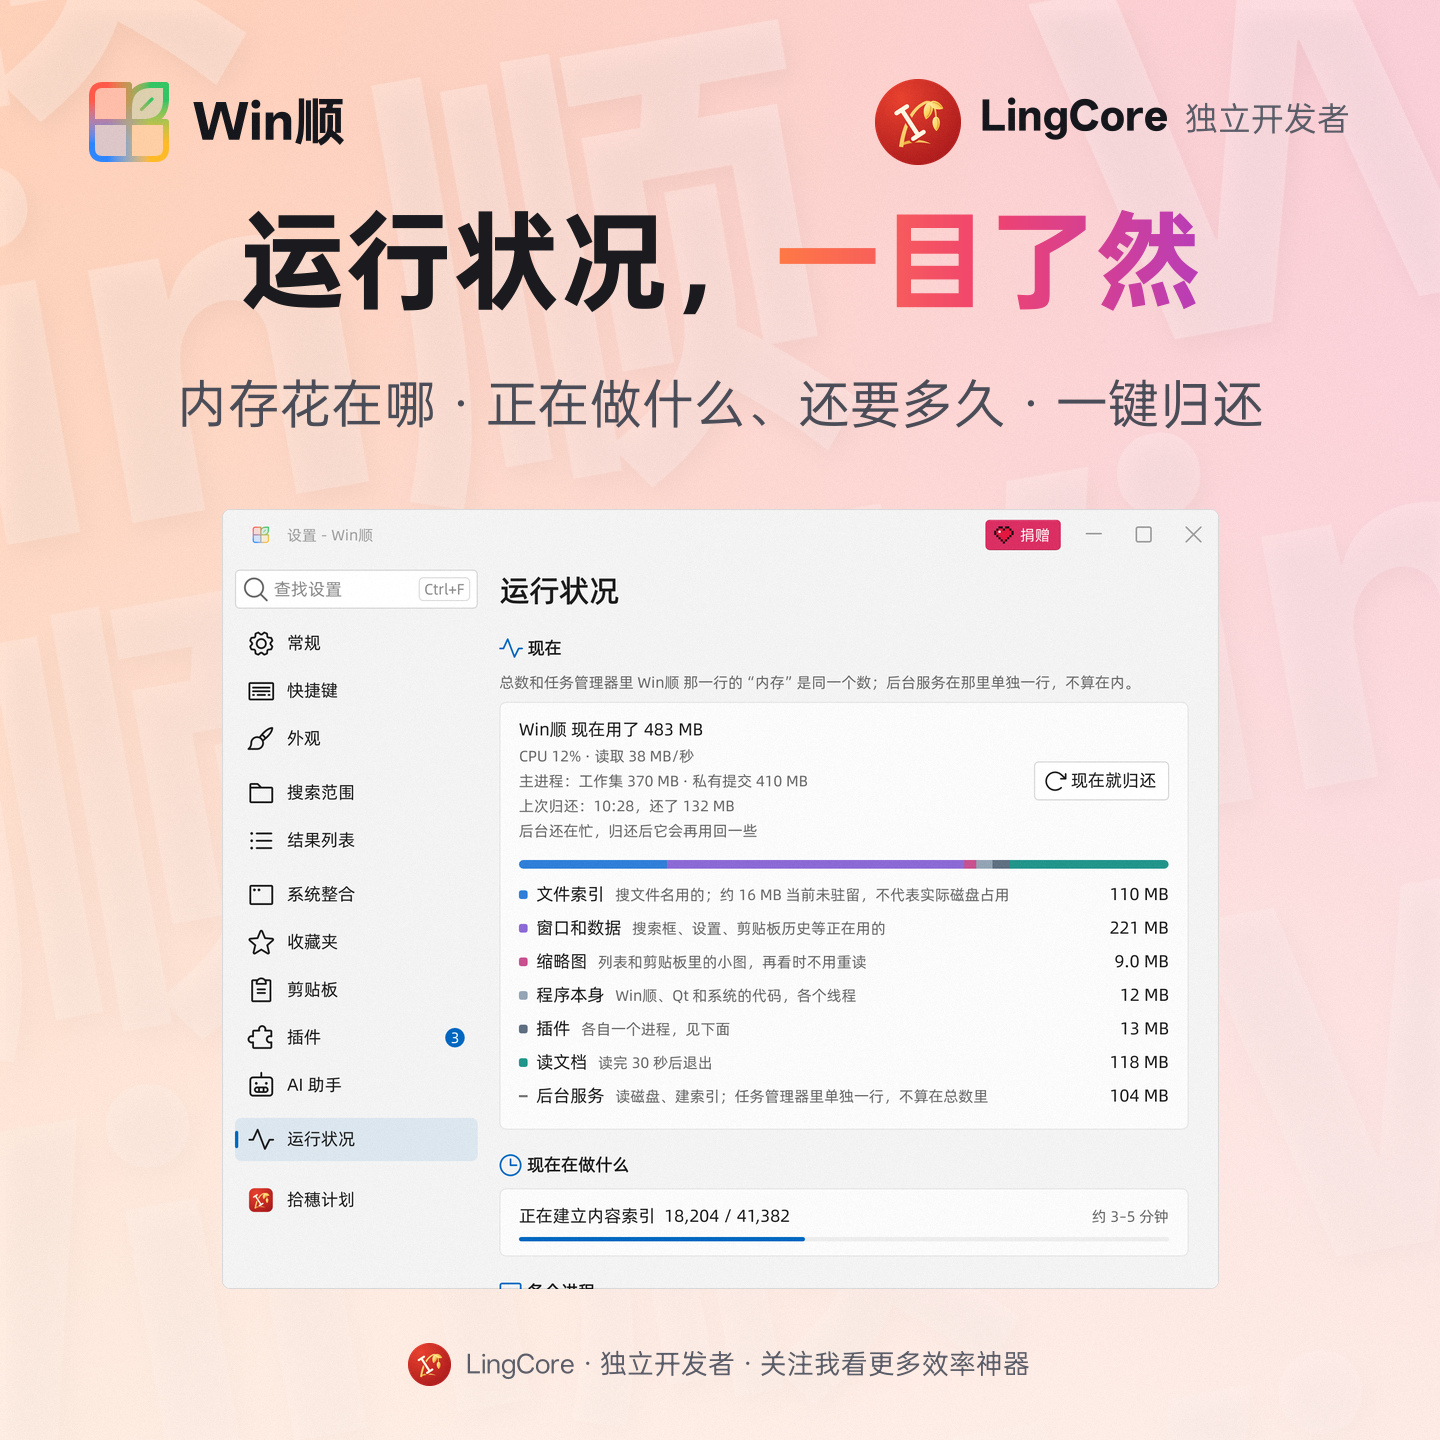 Win顺
LingCore 独立开发者
运行状况，一目了然
内存花在哪 · 正在做什么、还要多久 · 一键归还
设置 - Win顺
捐赠
查找设置 Ctrl+F
常规
快捷键
外观
搜索范围
结果列表
系统整合
收藏夹
剪贴板
插件 3
AI 助手
运行状况
拾穗计划
运行状况
现在
总数和任务管理器里 Win顺 那一行的“内存”是同一个数；后台服务在那里单独一行，不算在内。
Win顺 现在用了 483 MB
CPU 12% · 读取 38 MB/秒
主进程：工作集 370 MB · 私有提交 410 MB
上次归还：10:28，还了 132 MB
后台还在忙，归还后它会再用回一些
现在就归还
文件索引 搜文件名用的；约 16 MB 当前未驻留，不代表实际磁盘占用 110 MB
窗口和数据 搜索框、设置、剪贴板历史等正在用的 221 MB
缩略图 列表和剪贴板里的小图，再看时不用重读 9.0 MB
程序本身 Win顺、Qt 和系统的代码，各个线程 12 MB
插件 各自一个进程，见下面 13 MB
读文档 读完 30 秒后退出 118 MB
后台服务 读磁盘、建索引；任务管理器里单独一行，不算在总数里 104 MB
现在在做什么
正在建立内容索引 18,204 / 41,382 约 3-5 分钟
各个进程
LingCore · 独立开发者 · 关注我看更多效率神器